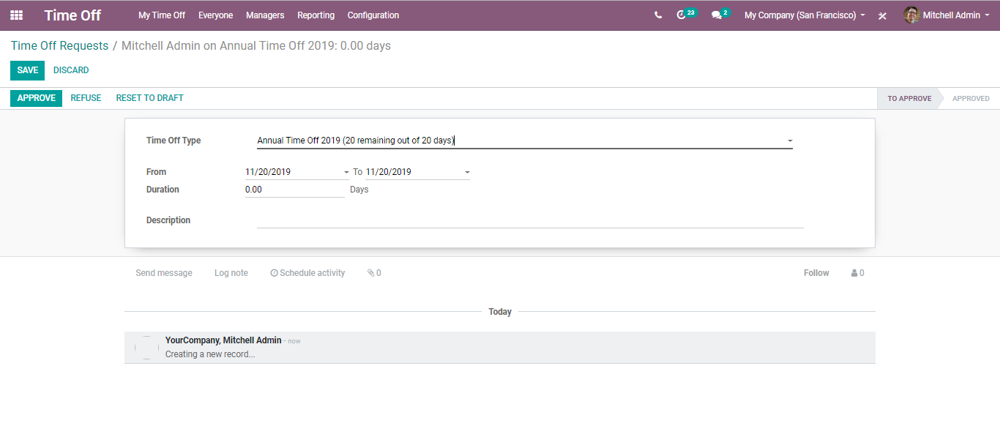 Time Off My Time Off Everyone Managers Reporting Configuration 23 2 My Company (San Francisco) Mitchell Admin
Time Off Requests / Mitchell Admin on Annual Time Off 2019: 0.00 days
SAVE DISCARD
APPROVE REFUSE RESET TO DRAFT TO APPROVE APPROVED
Time Off Type Annual Time Off 2019 (20 remaining out of 20 days)
From 11/20/2019 To 11/20/2019
Duration 0.00 Days
Description
Send message Log note Schedule activity 0 Follow 0
Today
YourCompany, Mitchell Admin - now
Creating a new record...